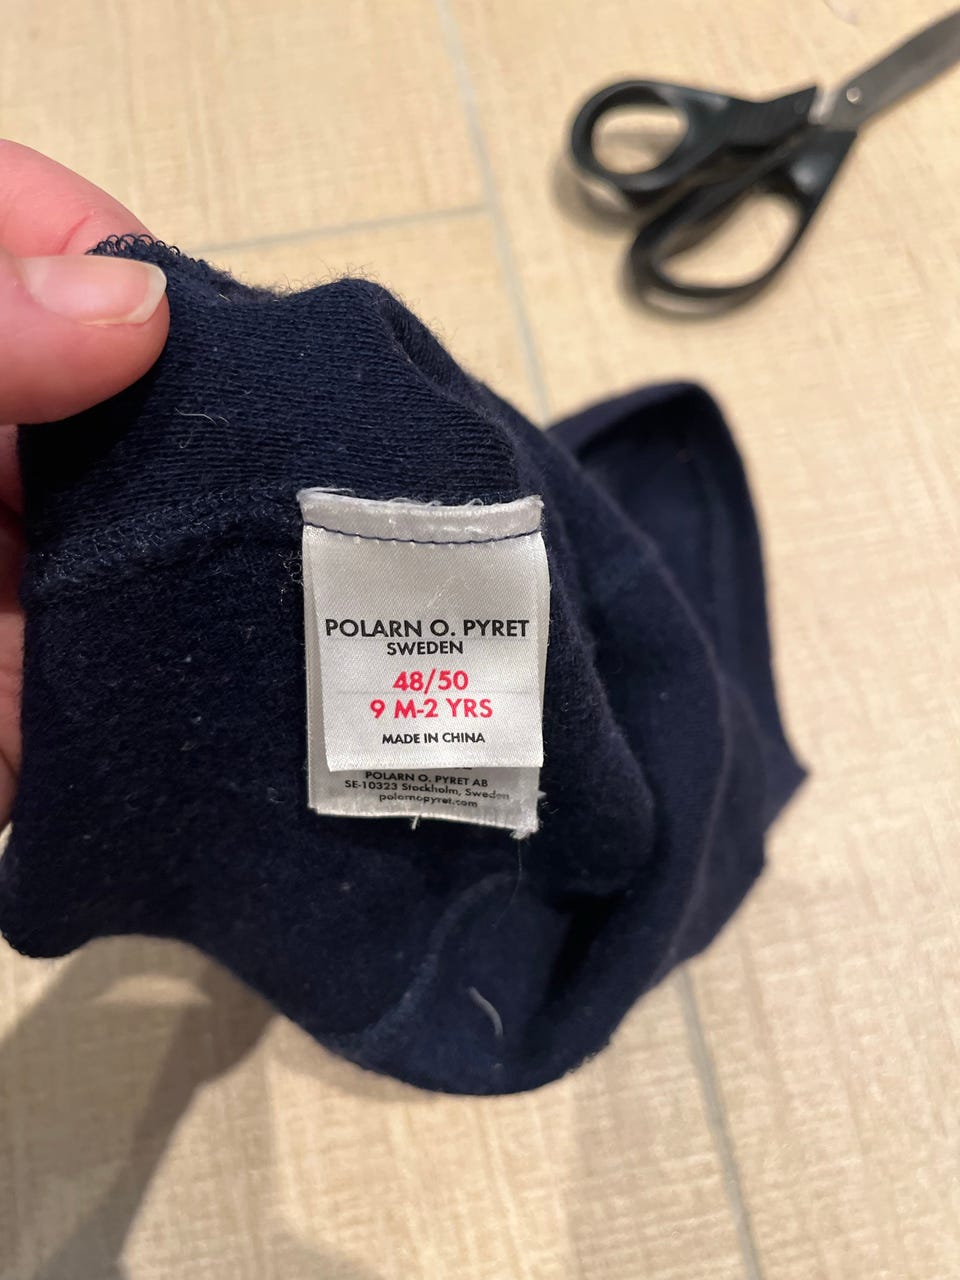 POLARN O. PYRET
SWEDEN
48/50
9 M-2 YRS
MADE IN CHINA
POLARN O. PYRET AB
SE-10323 Stockholm, Sweden
polarnopyret.com